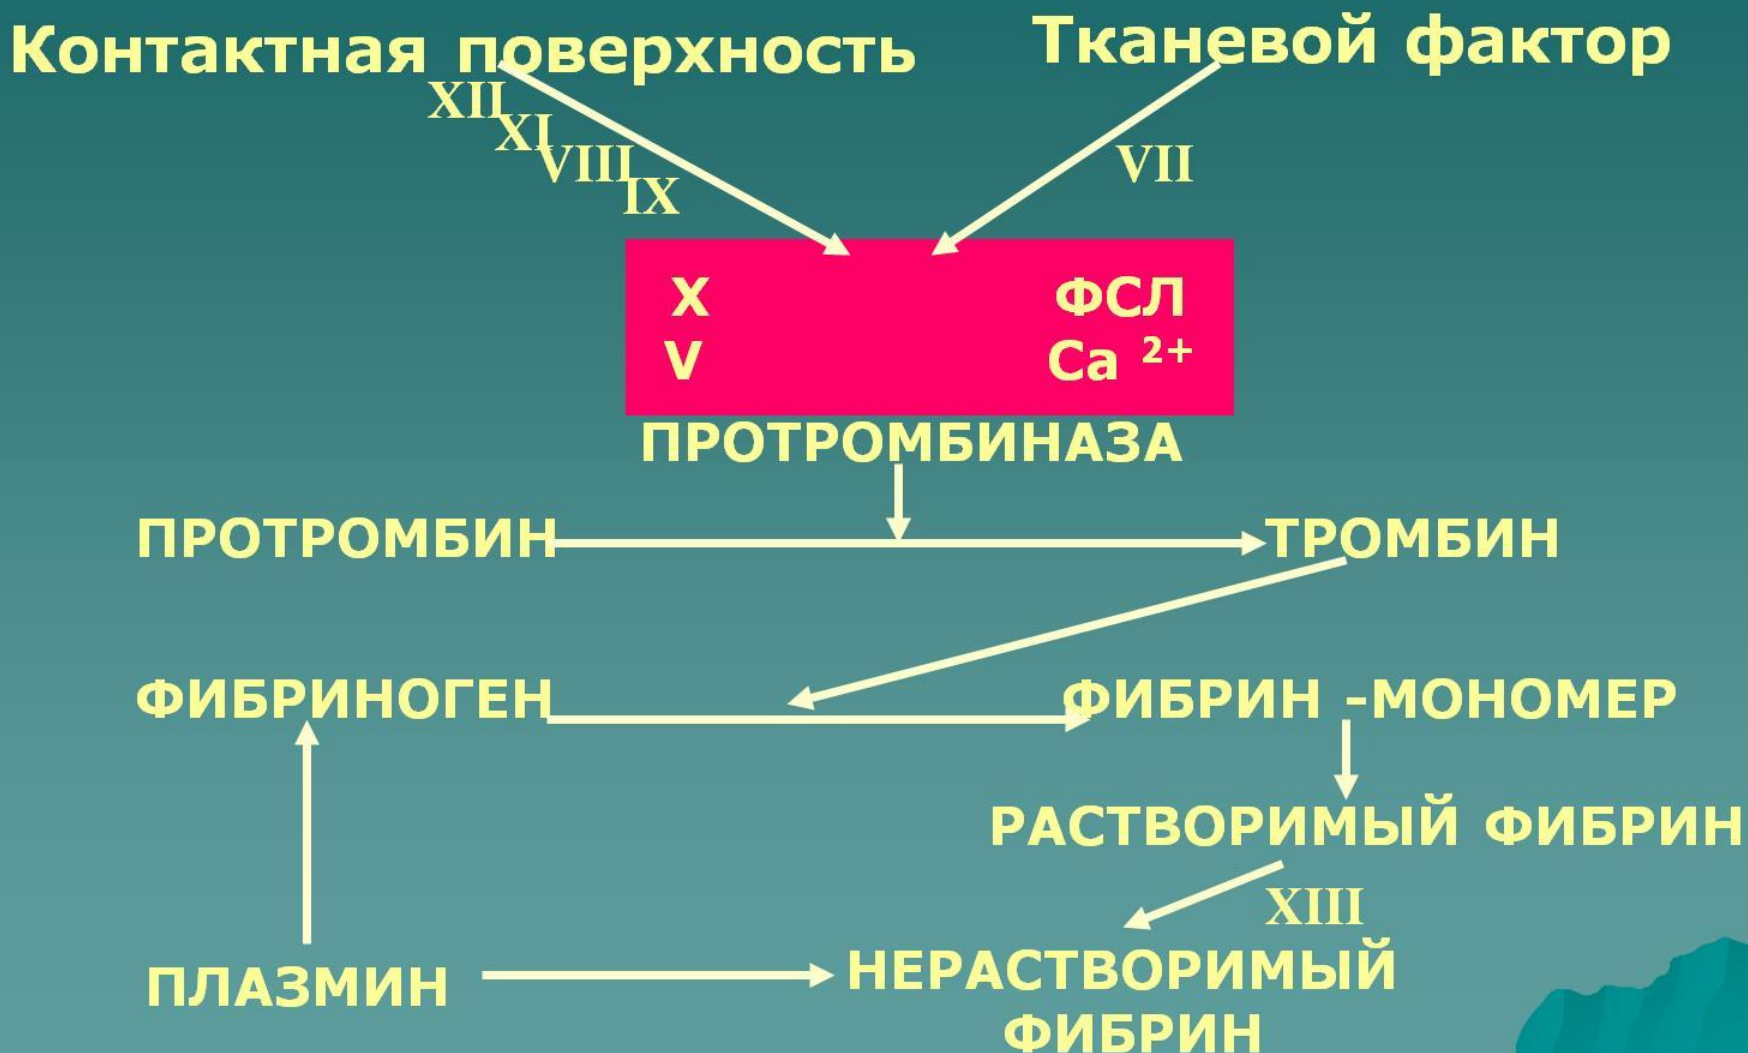 Контактная поверхность
Тканевой фактор
XII
XI
VIII
IX
VII
X ФСЛ
V Ca 2+
ПРОТРОМБИНАЗА
ПРОТРОМБИН ТРОМБИН
ФИБРИНОГЕН ФИБРИН -МОНОМЕР
РАСТВОРИМЫЙ ФИБРИН
XIII
ПЛАЗМИН
НЕРАСТВОРИМЫЙ
ФИБРИН